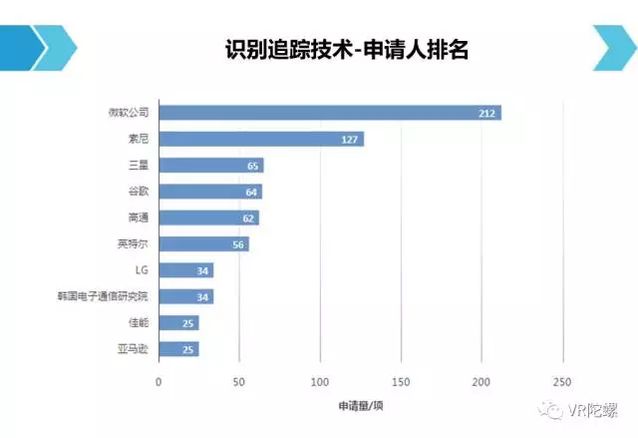 识别追踪技术-申请人排名
微软公司 212
索尼 127
三星 65
谷歌 64
高通 62
英特尔 56
LG 34
韩国电子通信研究院 34
佳能 25
亚马逊 25
0 50 100 150 200 250
申请量/项
VR陀螺